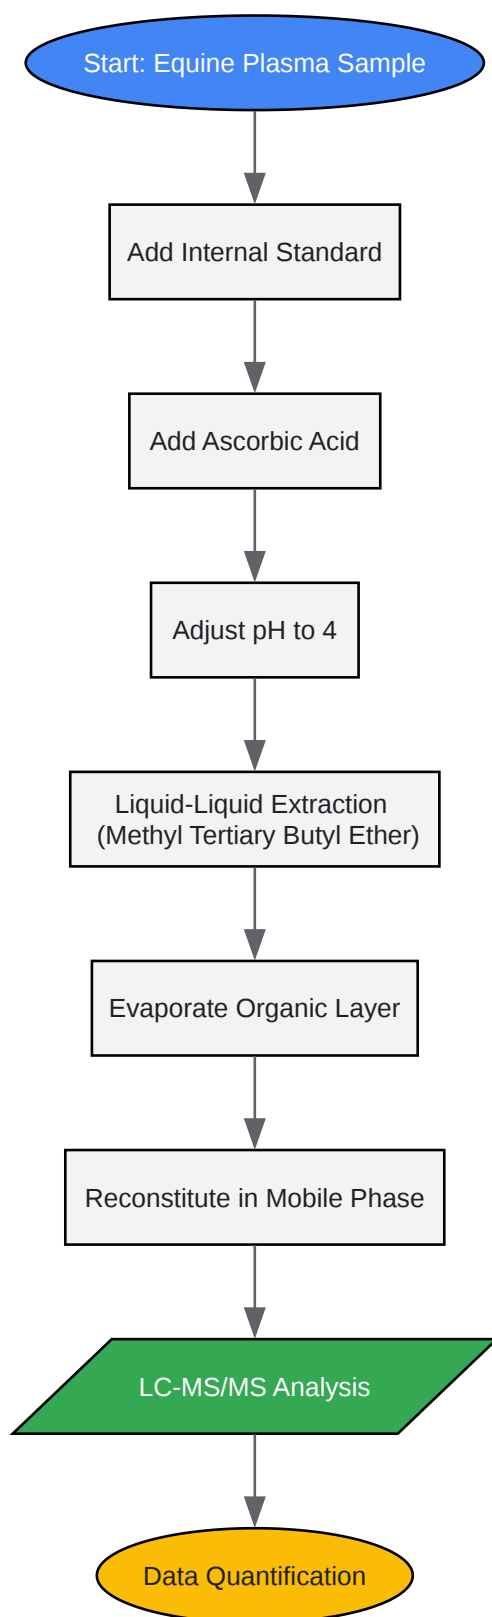 Start: Equine Plasma Sample
Add Internal Standard
Add Ascorbic Acid
Adjust pH to 4
Liquid-Liquid Extraction
(Methyl Tertiary Butyl Ether)
Evaporate Organic Layer
Reconstitute in Mobile Phase
LC-MS/MS Analysis
Data Quantification